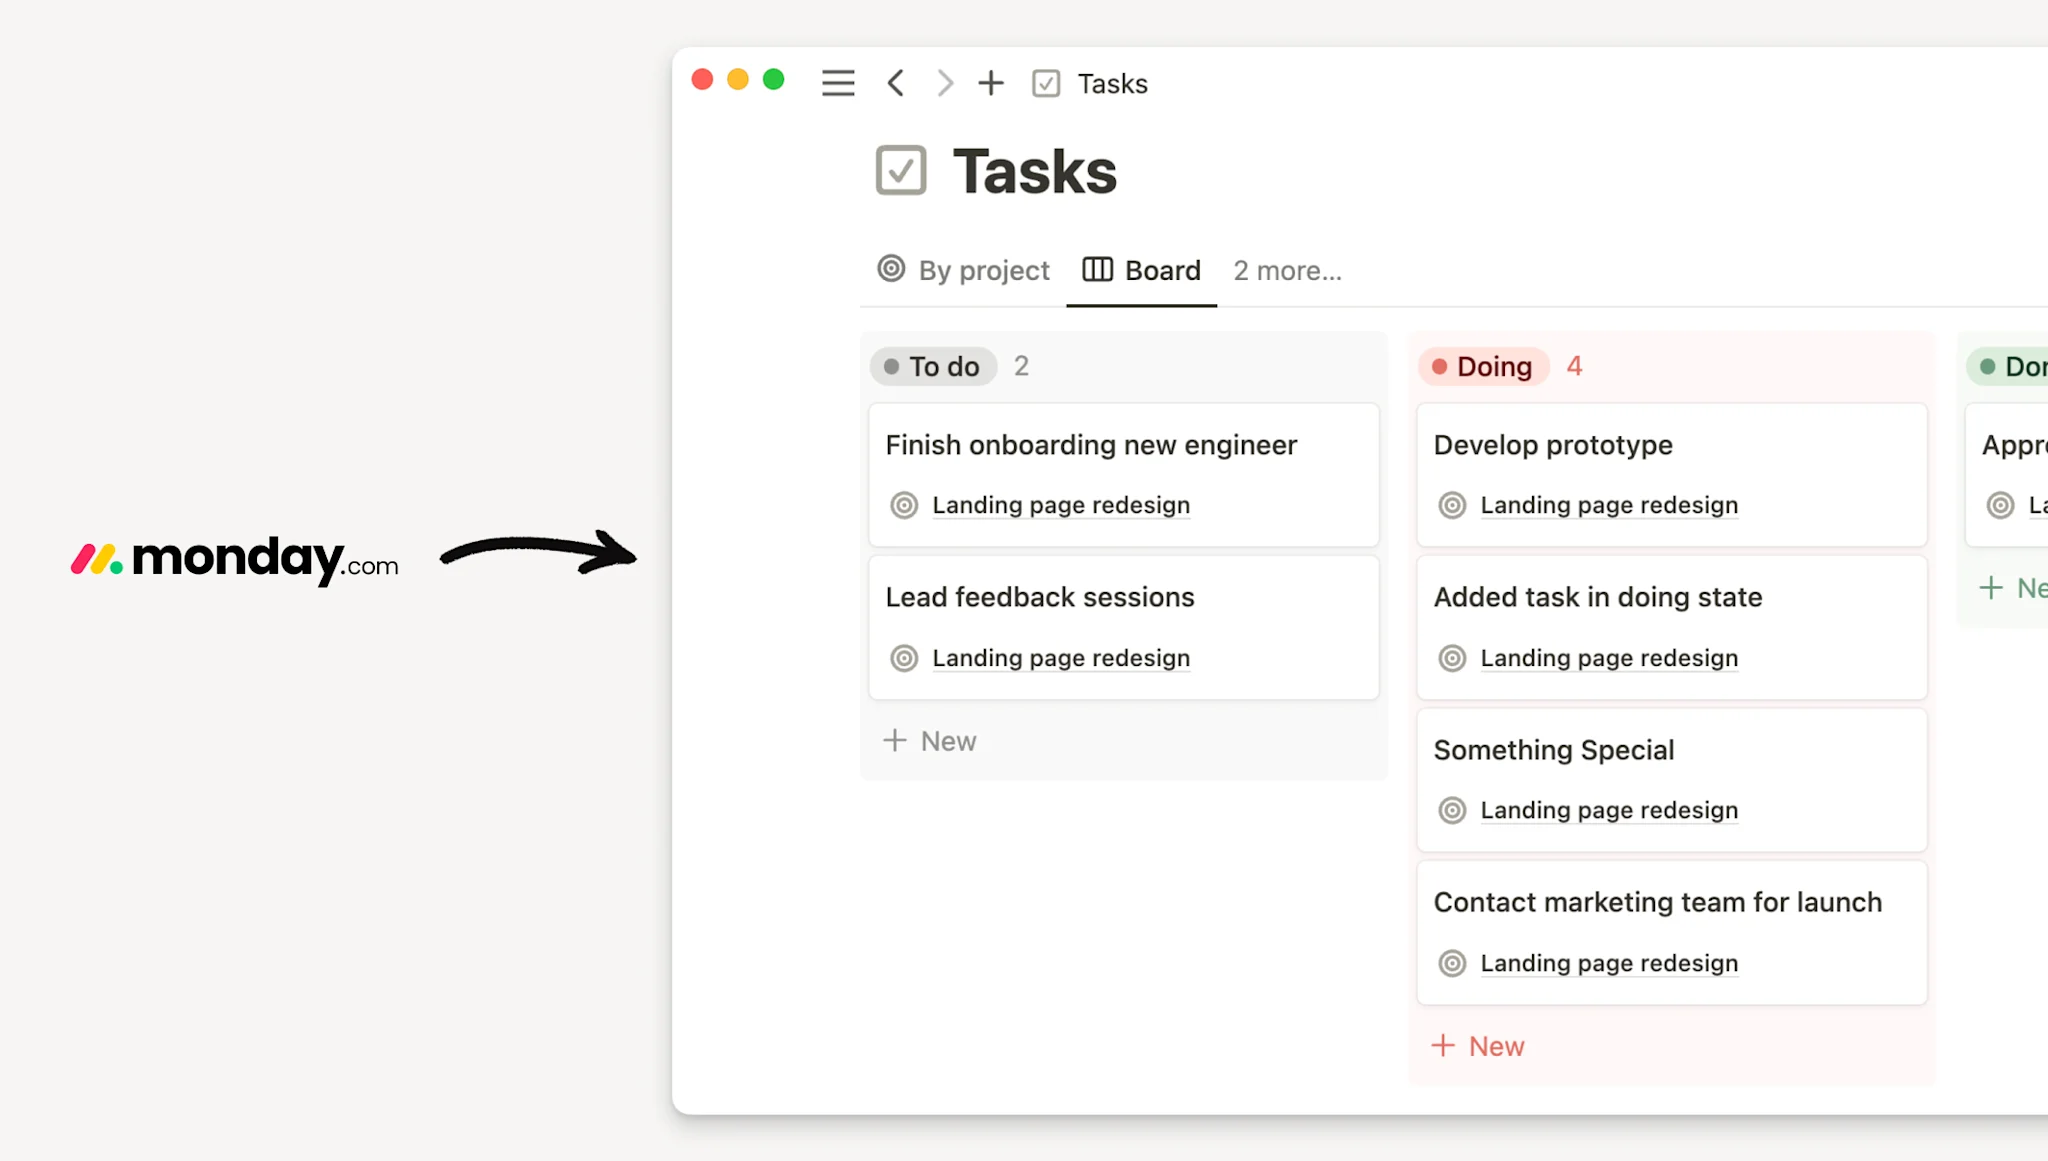 monday.com
Tasks
Tasks
By project
Board
2 more...
To do 2
Finish onboarding new engineer
Landing page redesign
Lead feedback sessions
Landing page redesign
+ New
Doing 4
Develop prototype
Landing page redesign
Added task in doing state
Landing page redesign
Something Special
Landing page redesign
Contact marketing team for launch
Landing page redesign
+ New